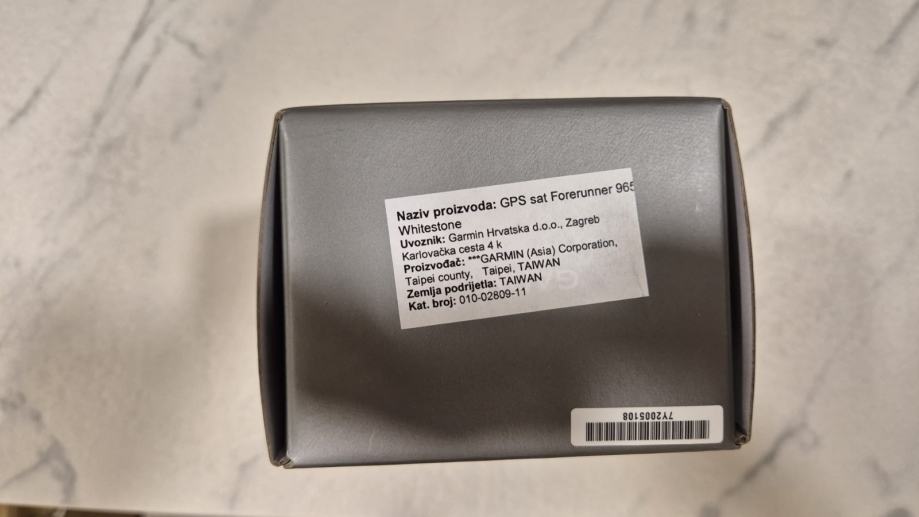 Naziv proizvoda: GPS sat Forerunner 965
Whitestone
Uvoznik: Garmin Hrvatska d.o.o., Zagreb
Karlovačka cesta 4 k
Proizvođač: ***GARMIN (Asia) Corporation,
Taipei county, Taipei, TAIWAN
Zemlja podrijetla: TAIWAN
Kat. broj: 010-02809-11
7Y2005108